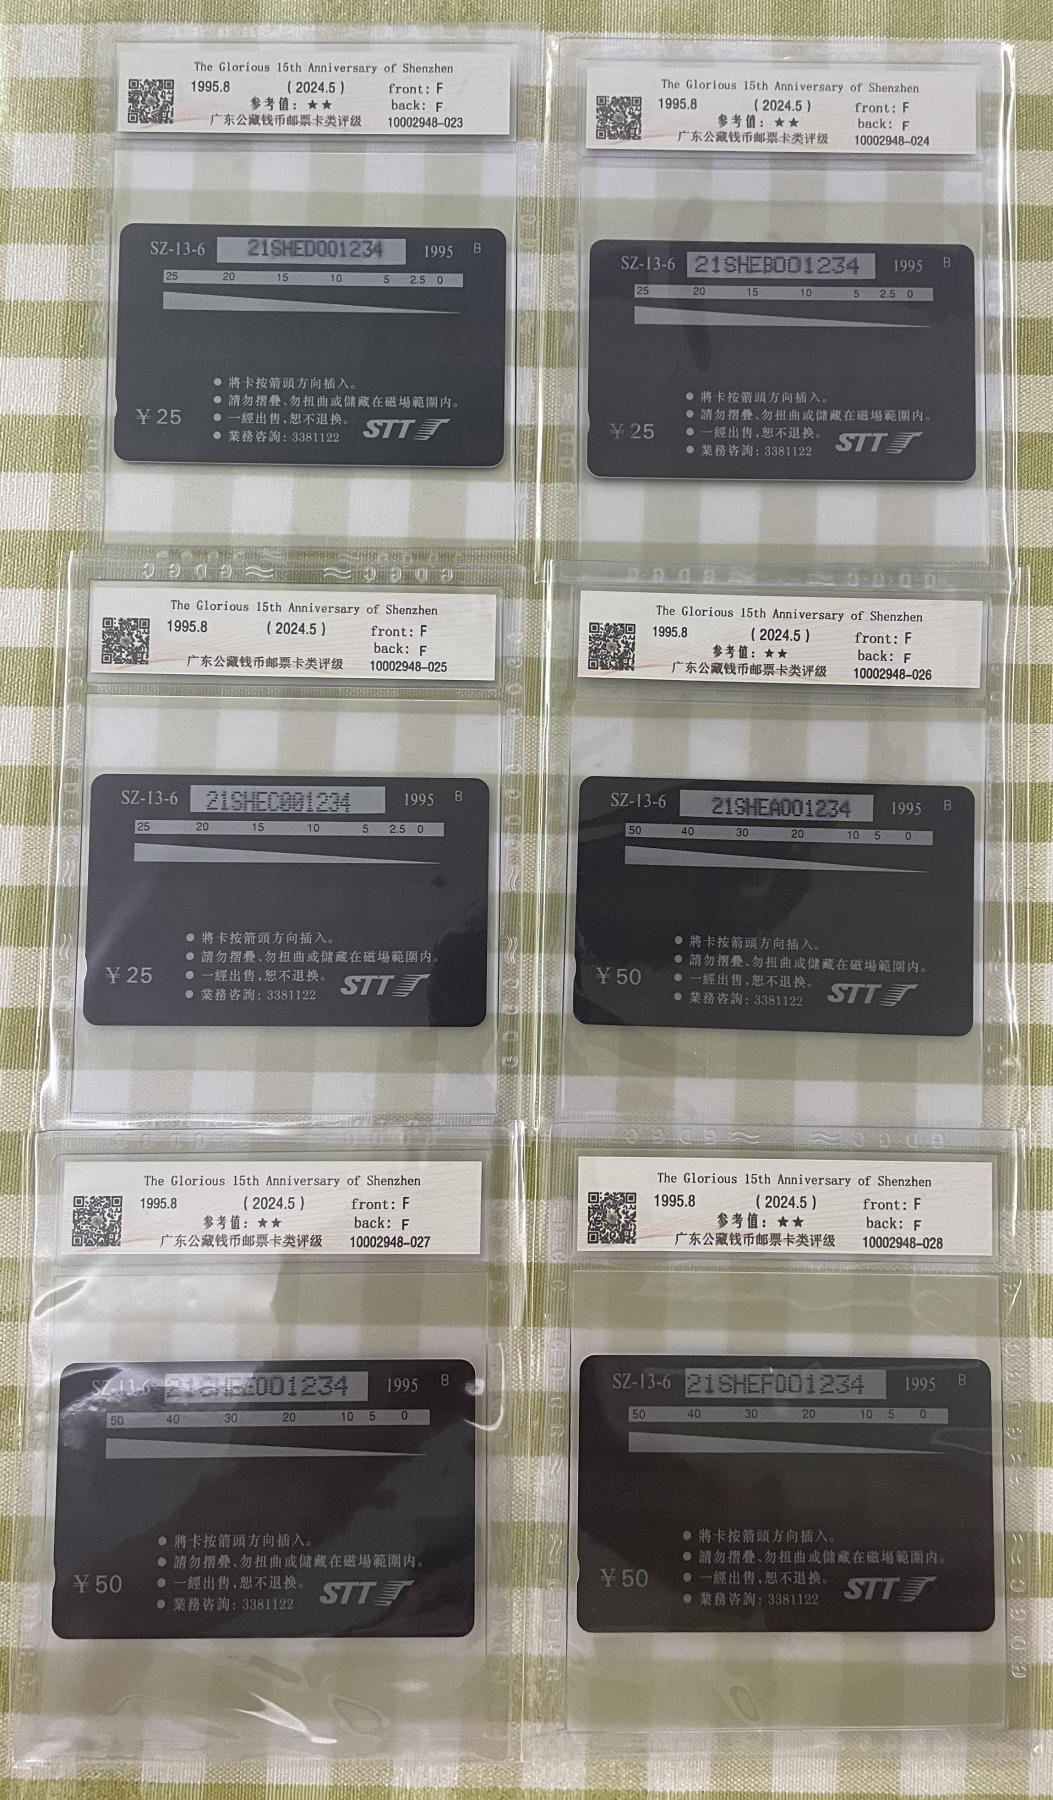 The Glorious 15th Anniversary of Shenzhen
1995.8 (2024.5) front: F
参考值: ★★ back: F
广东公藏钱币邮票卡类评级 10002948-023
SZ-13-6 21SHED001234 1995 B
25 20 15 10 5 2.5 0
● 將卡按箭頭方向插入。
● 請勿摺疊、勿扭曲或儲藏在磁場範圍内。
¥25 ● 一經出售,恕不退換。
● 業務咨詢: 3381122 STT
The Glorious 15th Anniversary of Shenzhen
1995.8 (2024.5) front: F
参考值: ★★ back: F
广东公藏钱币邮票卡类评级 10002948-024
SZ-13-6 21SHEB001234 1995 B
25 20 15 10 5 2.5 0
● 將卡按箭頭方向插入。
● 請勿摺疊、勿扭曲或儲藏在磁場範圍内。
¥25 ● 一經出售,恕不退換。
● 業務咨詢: 3381122 STT
The Glorious 15th Anniversary of Shenzhen
1995.8 (2024.5) front: F
back: F
广东公藏钱币邮票卡类评级 10002948-025
SZ-13-6 21SHEC001234 1995 B
25 20 15 10 5 2.5 0
● 將卡按箭頭方向插入。
● 請勿摺疊、勿扭曲或儲藏在磁場範圍内。
¥25 ● 一經出售,恕不退換。
● 業務咨詢: 3381122 STT
The Glorious 15th Anniversary of Shenzhen
1995.8 (2024.5) front: F
参考值: ★★ back: F
广东公藏钱币邮票卡类评级 10002948-026
SZ-13-6 21SHEA001234 1995 B
50 40 30 20 10 5 0
● 將卡按箭頭方向插入。
● 請勿摺疊、勿扭曲或儲藏在磁場範圍内。
¥50 ● 一經出售,恕不退換。
● 業務咨詢: 3381122 STT
The Glorious 15th Anniversary of Shenzhen
1995.8 (2024.5) front: F
参考值: ★★ back: F
广东公藏钱币邮票卡类评级 10002948-027
SZ-13-6 21SHEE001234 1995 B
50 40 30 20 10 5 0
● 將卡按箭頭方向插入。
● 請勿摺疊、勿扭曲或儲藏在磁場範圍内。
¥50 ● 一經出售,恕不退換。
● 業務咨詢: 3381122 STT
The Glorious 15th Anniversary of Shenzhen
1995.8 (2024.5) front: F
参考值: ★★ back: F
广东公藏钱币邮票卡类评级 10002948-028
SZ-13-6 21SHEF001234 1995 B
50 40 30 20 10 5 0
● 將卡按箭頭方向插入。
● 請勿摺疊、勿扭曲或儲藏在磁場範圍内。
¥50 ● 一經出售,恕不退換。
● 業務咨詢: 3381122 STT